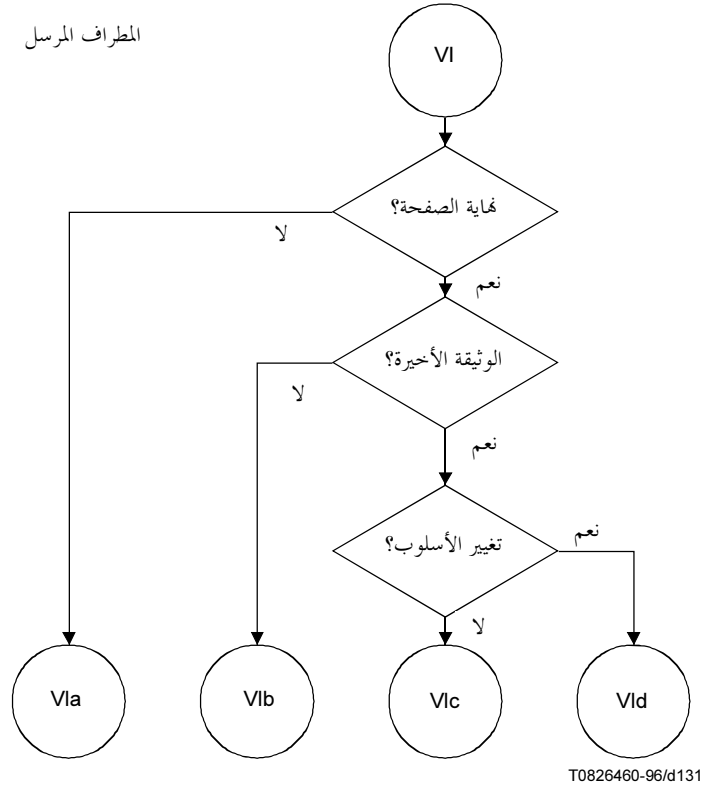 المطراف المرسل
VI
نهاية الصفحة؟
لا
نعم
الوثيقة الأخيرة؟
لا
نعم
تغيير الأسلوب؟
نعم
لا
VIa
VIb
VIc
VId
T0826460-96/d131